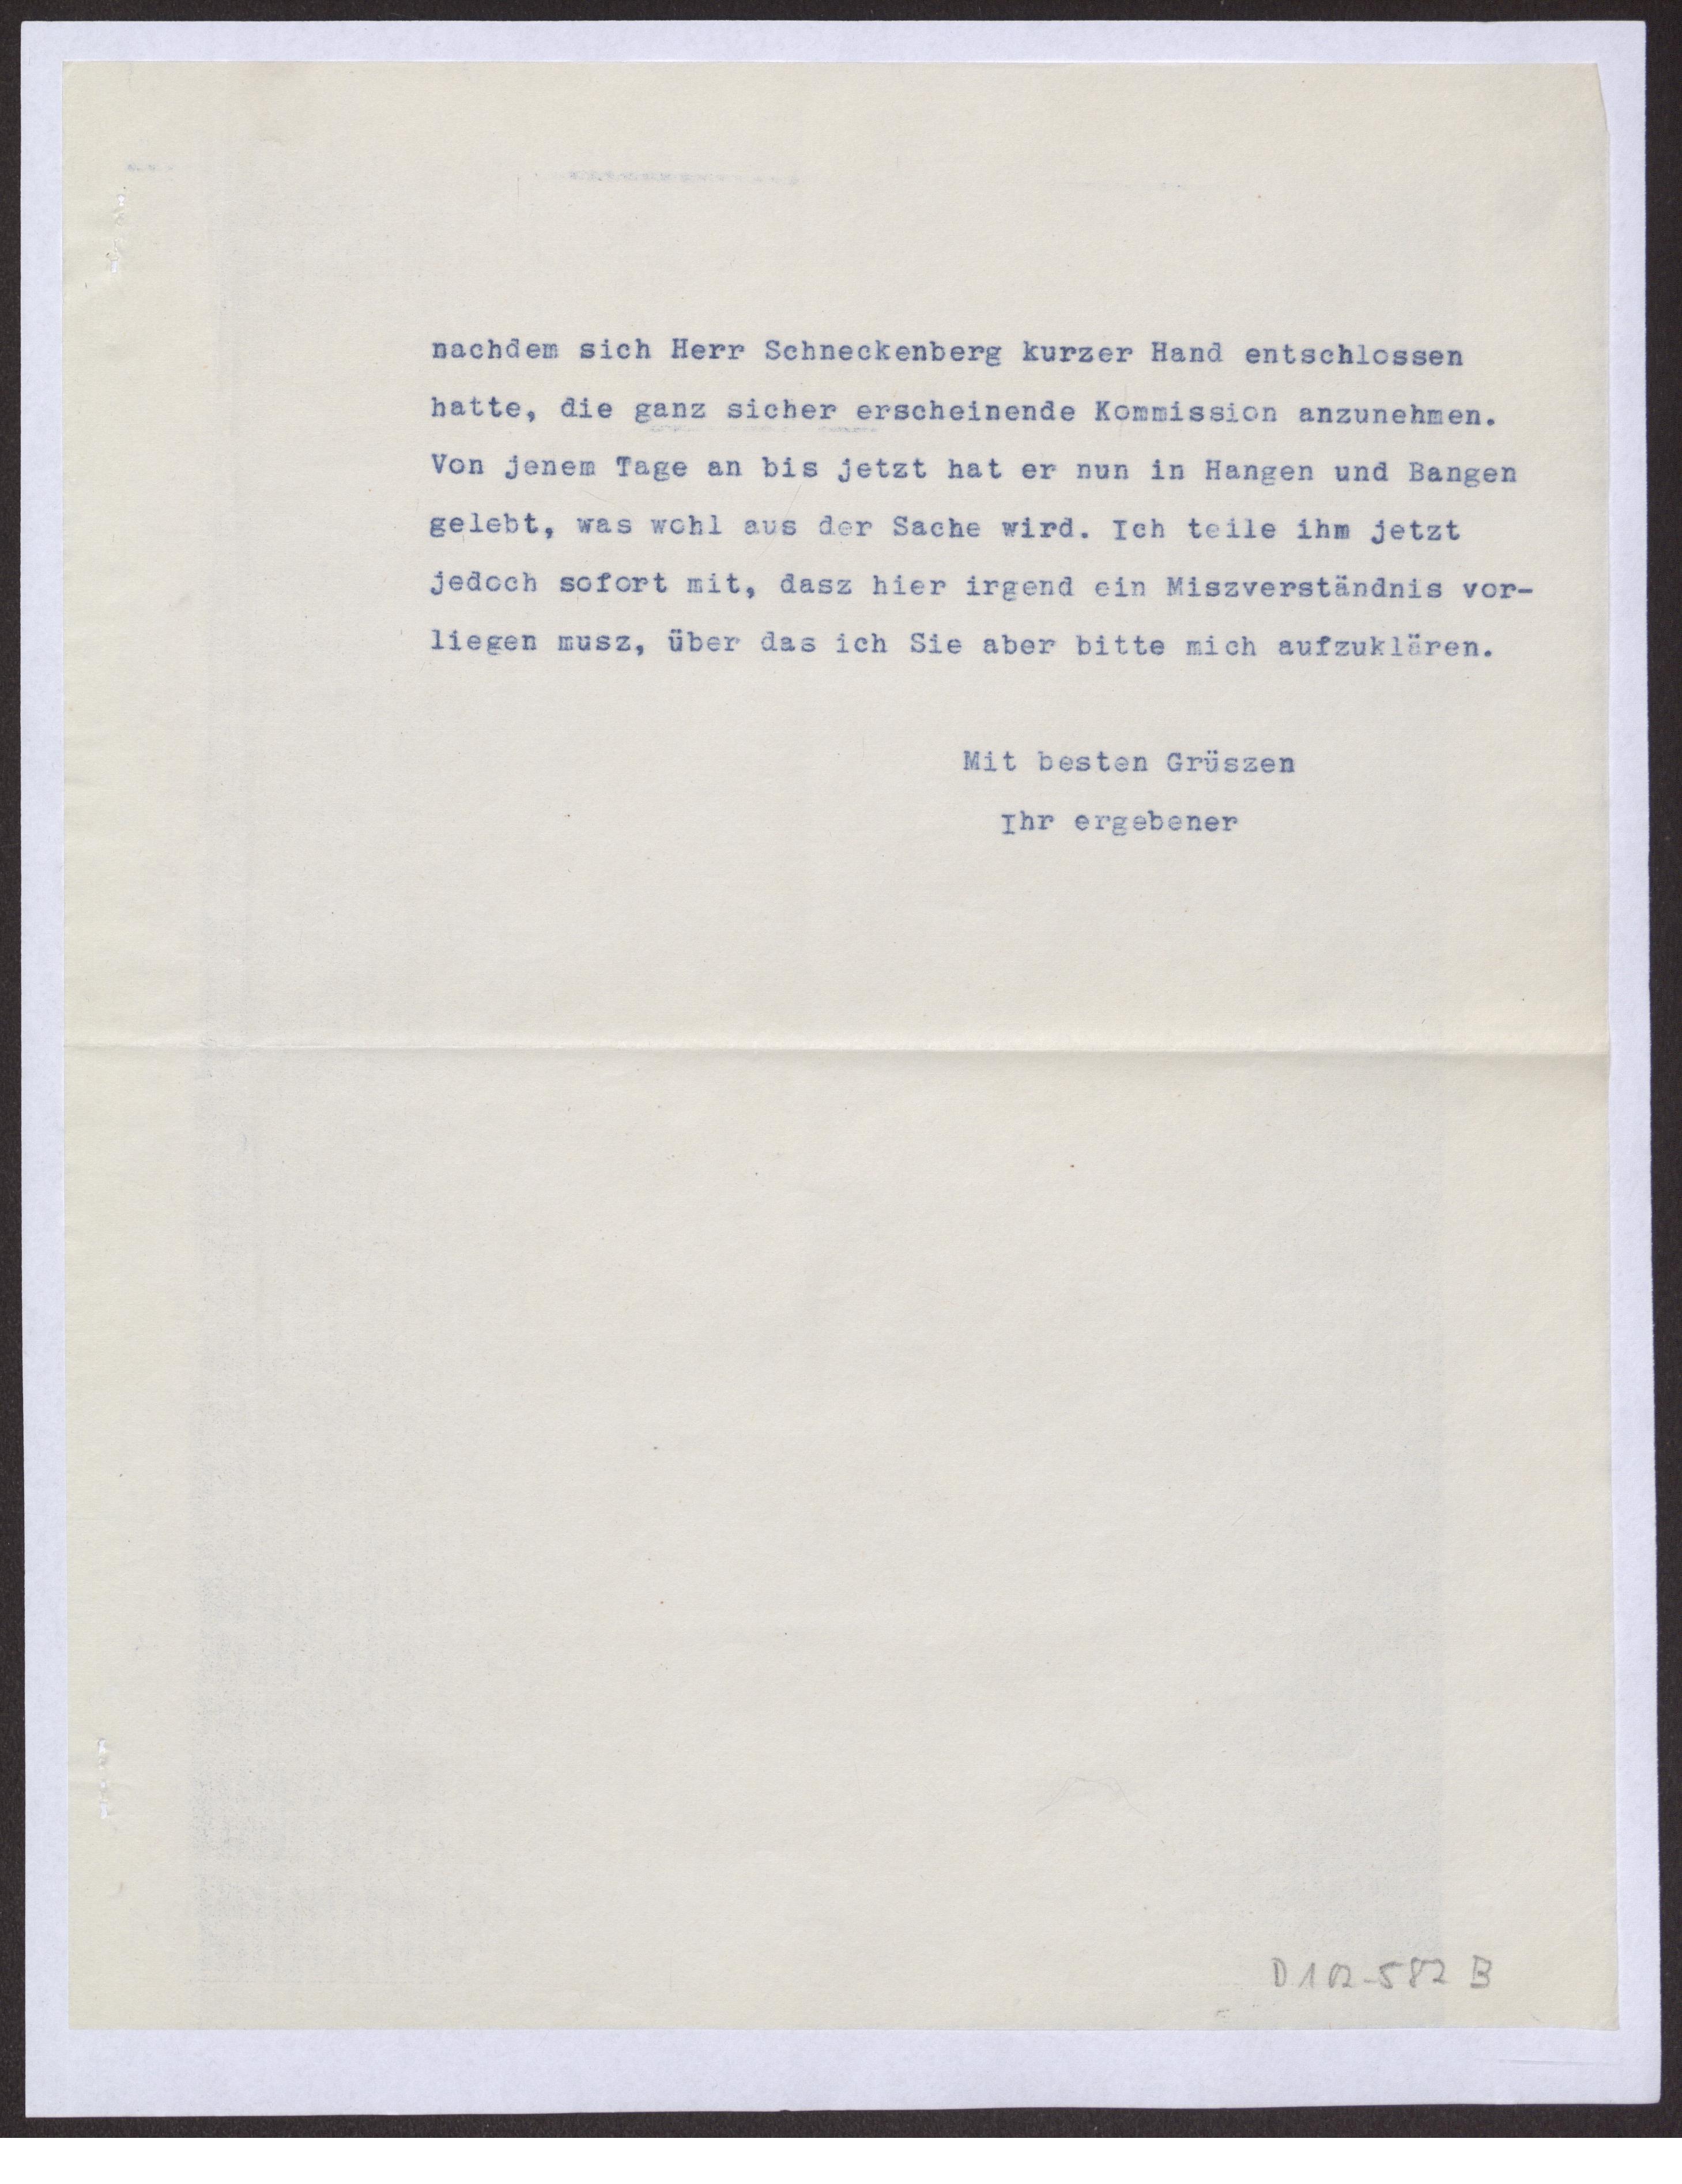 nachdem sich Herr Schneckenberg kurzer Hand entschlossen
hatte, die ganz sicher erscheinende Kommission anzunehmen.
Von jenem Tage an bis jetzt hat er nun in Hangen und Bangen
gelebt, was wohl aus der Sache wird. Ich teile ihm jetzt
jedoch sofort mit, dasz hier irgend ein Miszverständnis vor-
liegen musz, über das ich Sie aber bitte mich aufzuklären.
Mit besten Grüszen
Ihr ergebener
D 102-582 B